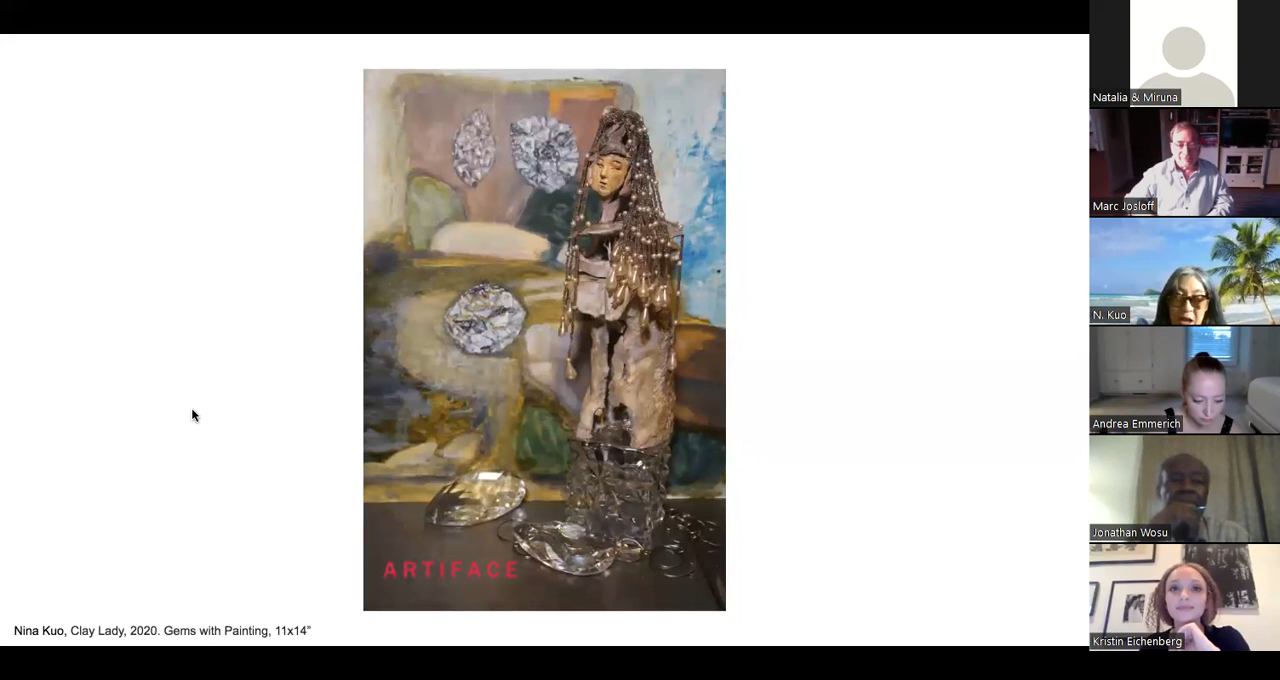 Natalia & Miruna
Marc Josloff
N. Kuo
Andrea Emmerich
Jonathan Wosu
Kristin Eichenberg
ARTIFACE
Nina Kuo, Clay Lady, 2020. Gems with Painting, 11x14”